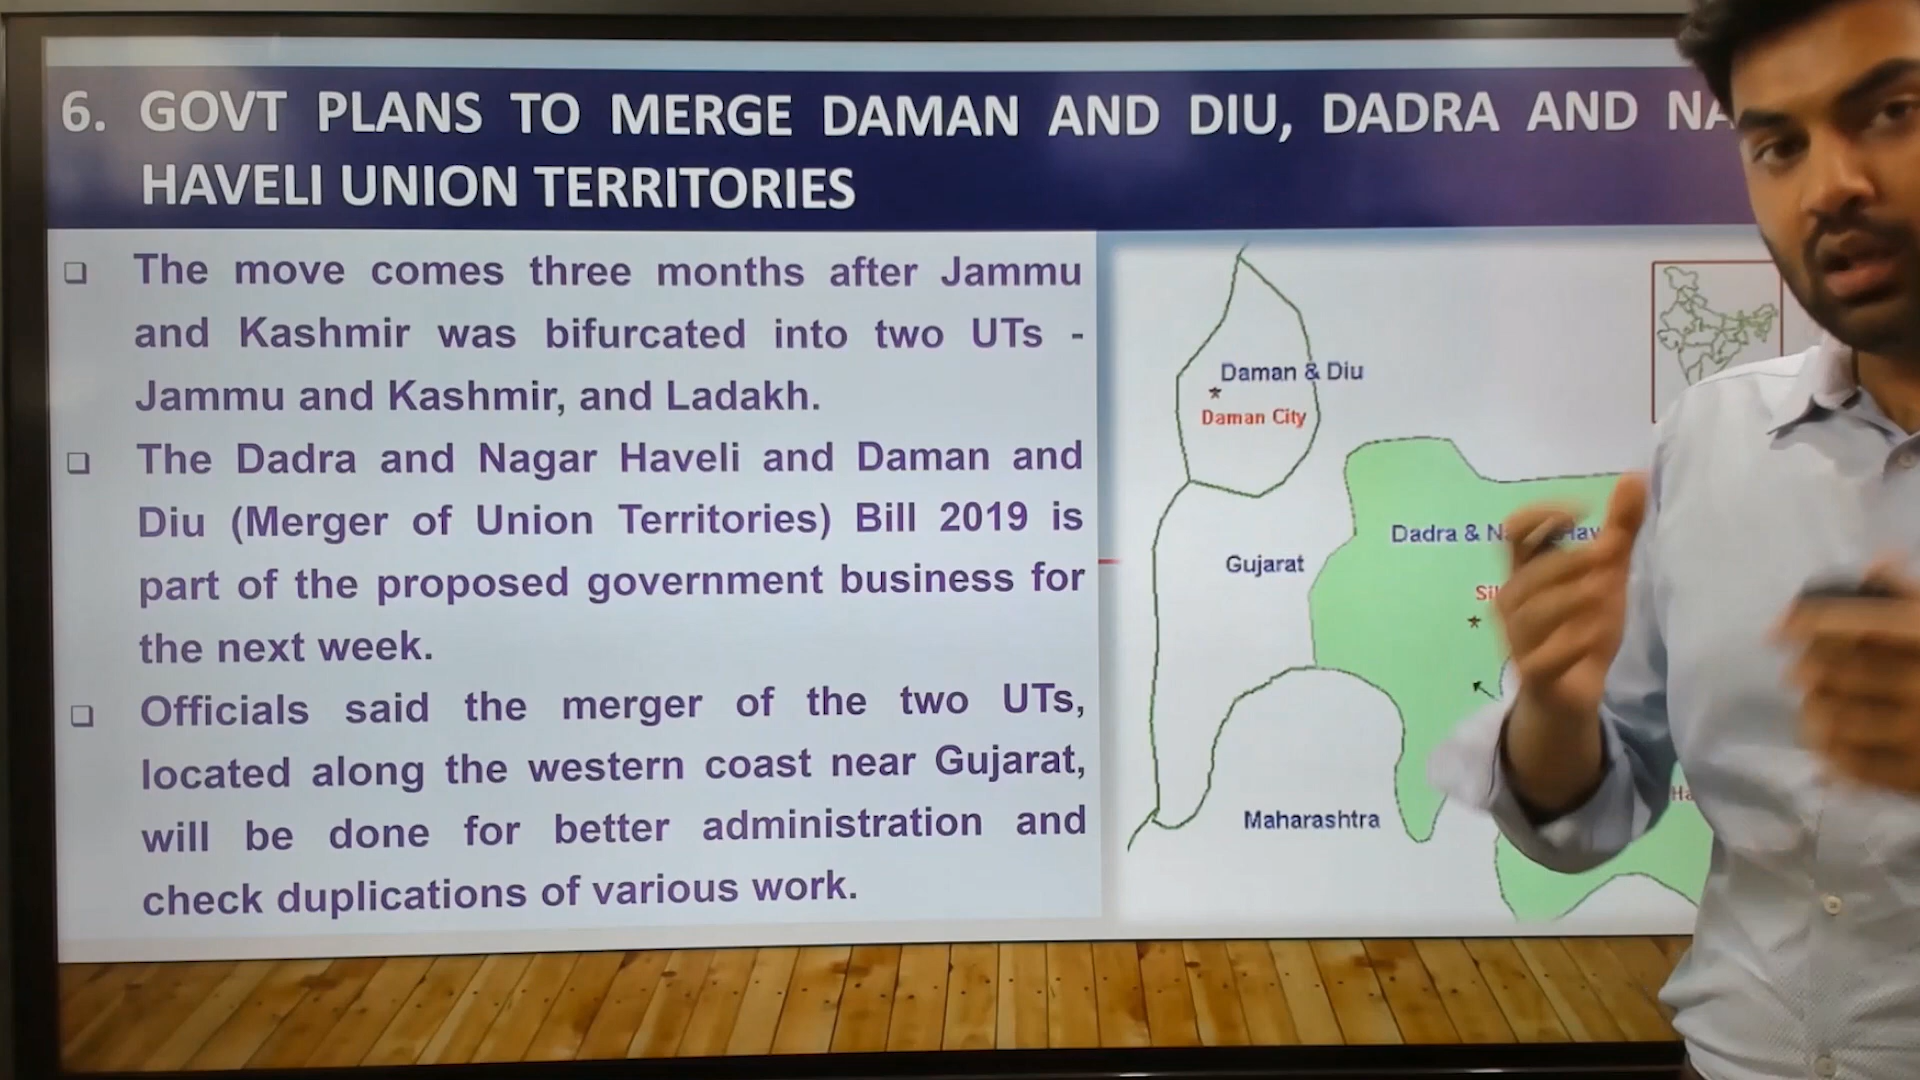 6. GOVT PLANS TO MERGE DAMAN AND DIU, DADRA AND
HAVELI UNION TERRITORIES
The move comes three months after Jammu
and Kashmir was bifurcated into two UTs -
Jammu and Kashmir, and Ladakh.
The Dadra and Nagar Haveli and Daman and
Diu (Merger of Union Territories) Bill 2019 is
part of the proposed government business for
the next week.
Officials said the merger of the two UTs,
located along the western coast near Gujarat,
will be done for better administration and
check duplications of various work.
Daman & Diu
Daman City
Dadra &
Gujarat
Maharashtra